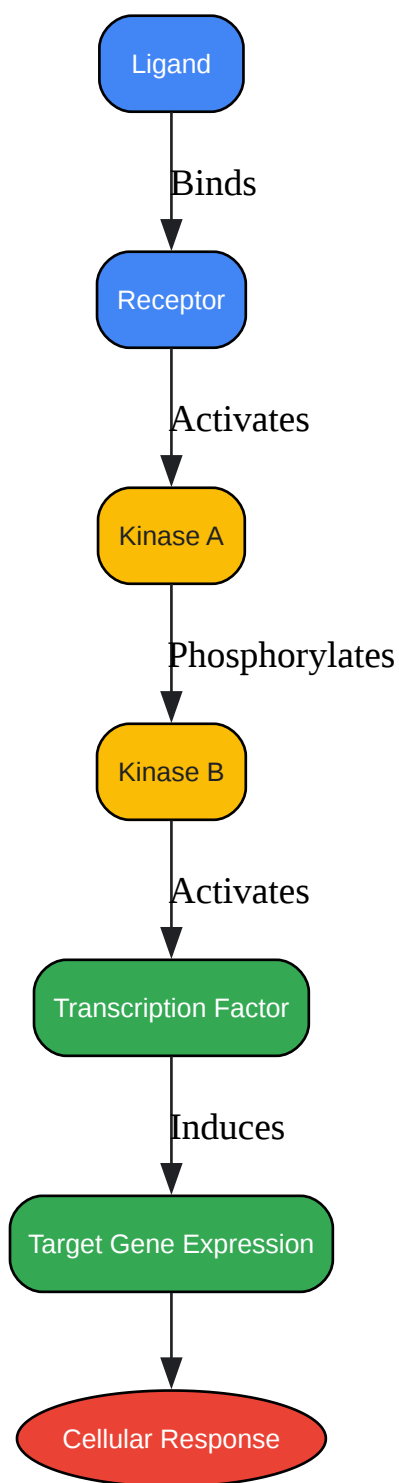 Ligand
Binds
Receptor
Activates
Kinase A
Phosphorylates
Kinase B
Activates
Transcription Factor
Induces
Target Gene Expression
Cellular Response